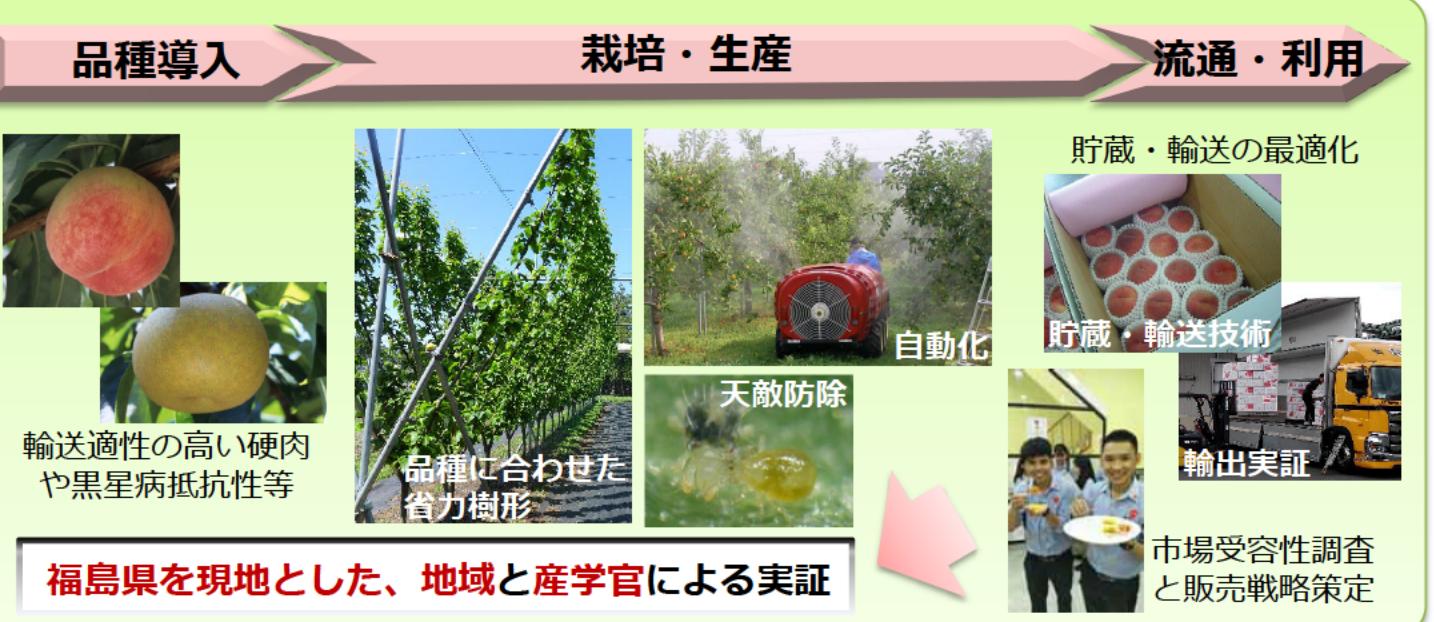 品種導入
栽培・生産
流通・利用
輸送適性の高い硬肉
や黒星病抵抗性等
品種に合わせた
省力樹形
自動化
天敵防除
貯蔵・輸送の最適化
貯蔵・輸送技術
輸出実証
市場受容性調査
と販売戦略策定
福島県を現地とした、地域と産学官による実証